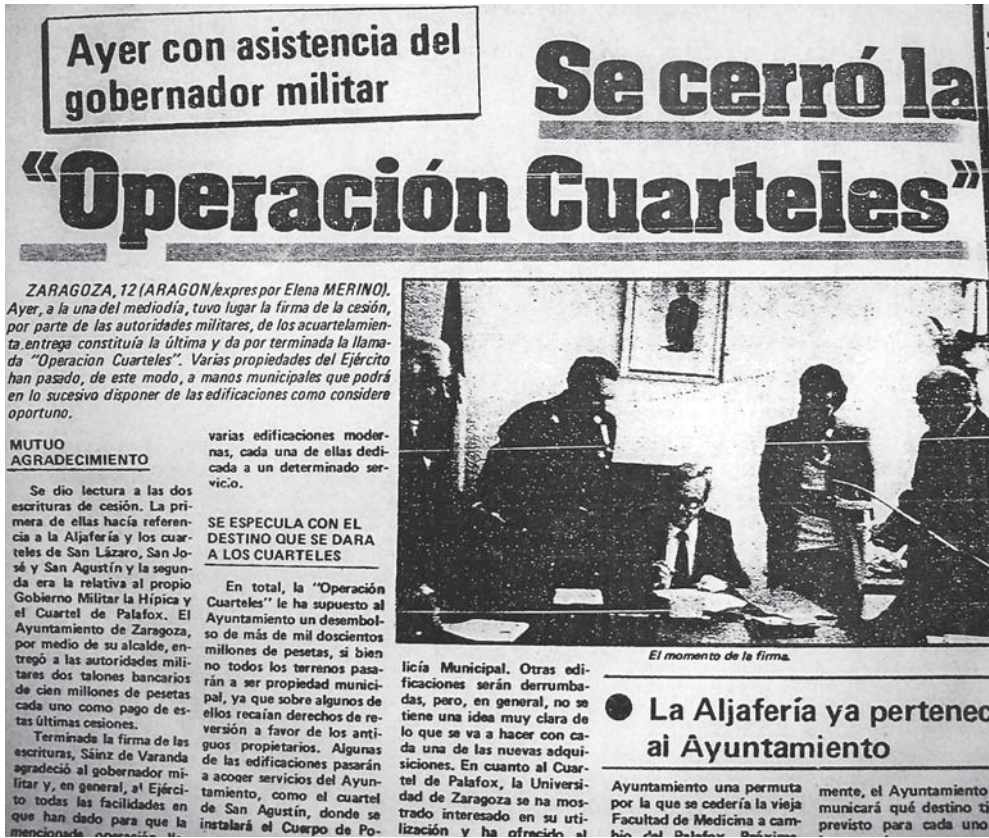 Ayer con asistencia del
gobernador militar
Se cerró la
“Operación Cuarteles”
ZARAGOZA, 12 (ARAGON/expres por Elena MERINO).
Ayer, a la una del mediodía, tuvo lugar la firma de la cesión,
por parte de las autoridades militares, de los acuartelamien-
ta.entrega constituía la última y da por terminada la llama-
da "Operacion Cuarteles". Varias propiedades del Ejército
han pasado, de este modo, a manos municipales que podrá
en lo sucesivo disponer de las edificaciones como considere
oportuno.
MUTUO
AGRADECIMIENTO
Se dio lectura a las dos
escrituras de cesión. La pri-
mera de ellas hacía referen-
cia a la Aljafería y los cuar-
teles de San Lázaro, San Jo-
sé y San Agustín y la segun-
da era la relativa al propio
Gobierno Militar la Hípica y
el Cuartel de Palafox. El
Ayuntamiento de Zaragoza,
por medio de su alcalde, en-
tregó a las autoridades mili-
tares dos talones bancarios
de cien millones de pesetas
cada uno como pago de es-
tas últimas cesiones.
Terminada la firma de las
escrituras, Sáinz de Varanda
agradeció al gobernador mi-
litar y, en general, al Ejérci-
to todas las facilidades en
que han dado para que la
mencionada operación
varias edificaciones moder-
nas, cada una de ellas dedi-
cada a un determinado ser-
vicio.
SE ESPECULA CON EL
DESTINO QUE SE DARA
A LOS CUARTELES
En total, la "Operación
Cuarteles" le ha supuesto al
Ayuntamiento un desembol-
so de más de mil doscientos
millones de pesetas, si bien
no todos los terrenos pasa-
rán a ser propiedad munici-
pal, ya que sobre algunos de
ellos recaían derechos de re-
versión a favor de los anti-
guos propietarios. Algunas
de las edificaciones pasarán
a acoger servicios del Ayun-
tamiento, como el cuartel
de San Agustín, donde se
instalará el Cuerpo de Po-
El momento de la firma.
licía Municipal. Otras edi-
ficaciones serán derrumba-
das, pero, en general, no se
tiene una idea muy clara de
lo que se va a hacer con ca-
da una de las nuevas adqui-
siciones. En cuanto al Cuar-
tel de Palafox, la Universi-
dad de Zaragoza se ha mos-
trado interesado en su uti-
lización y ha ofrecido al
● La Aljafería ya pertenec
al Ayuntamiento
Ayuntamiento una permuta
por la que se cedería la vieja
Facultad de Medicina a cam-
bio del Palafox.
mente, el Ayuntamiento
municará qué destino ti
previsto para cada uno